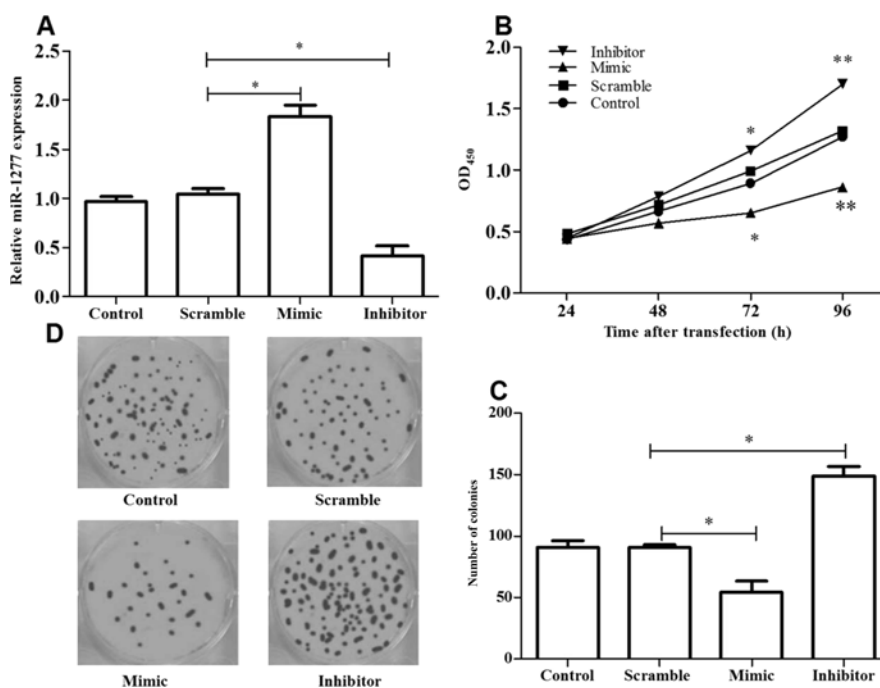 A
Relative miR-1277 expression
2.5
2.0
1.5
1.0
0.5
0.0
*
*
Control Scramble Mimic Inhibitor
B
OD450
2.0
1.5
1.0
0.5
0.0
Inhibitor
Mimic
Scramble
Control
**
*
**
*
24 48 72 96
Time after transfection (h)
D
Control Scramble
Mimic Inhibitor
C
Number of colonics
200
150
100
50
0
*
*
Control Scramble Mimic Inhibitor